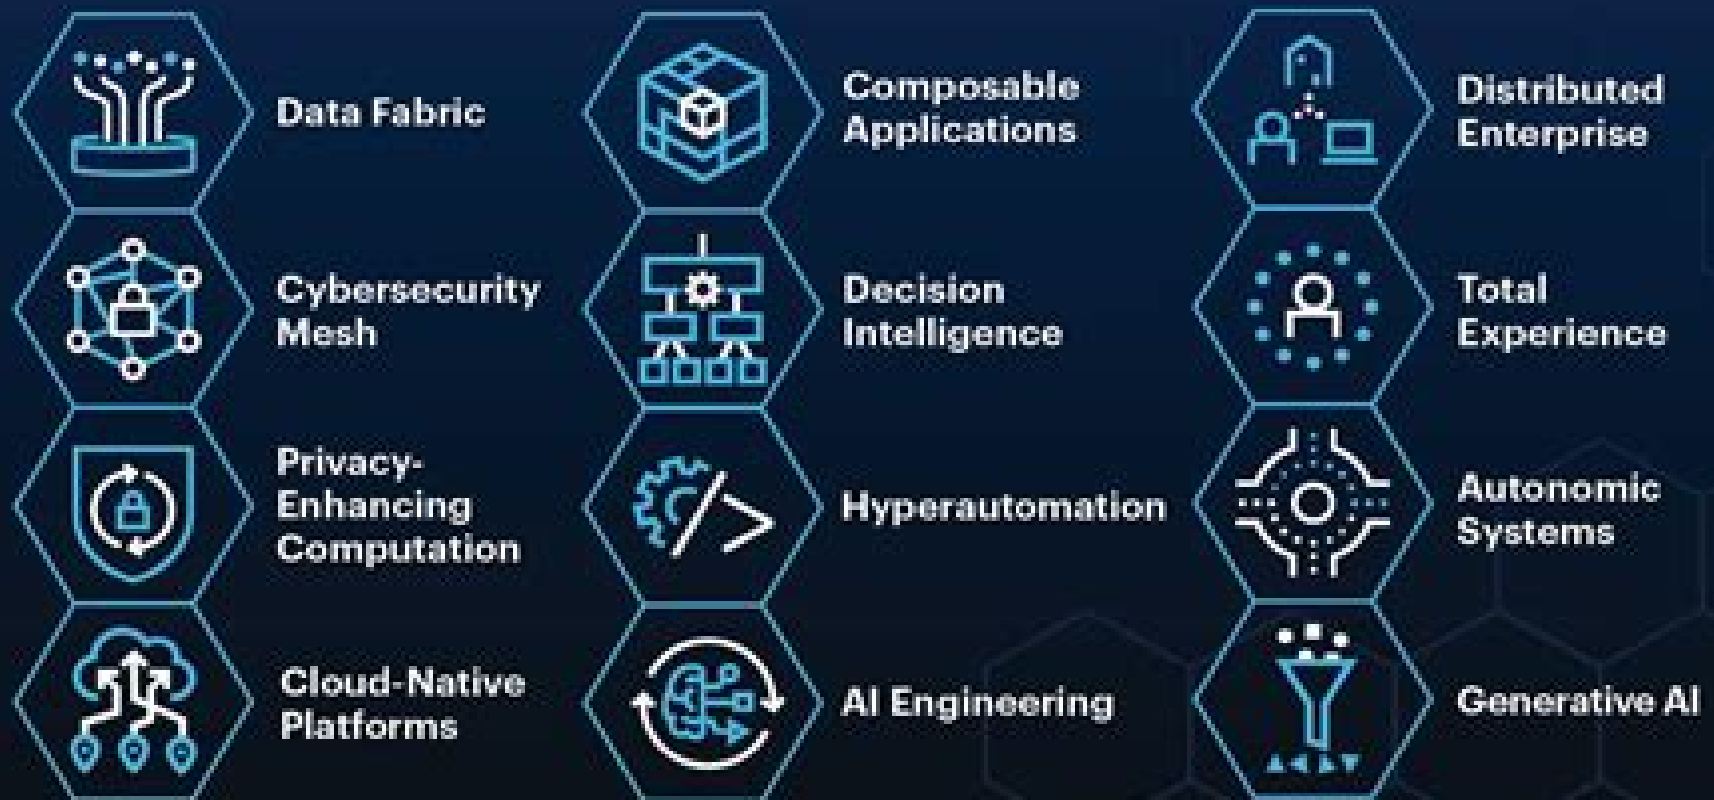 Data Fabric
Cybersecurity
Mesh
Privacy-
Enhancing
Computation
Cloud-Native
Platforms
Composable
Applications
Decision
Intelligence
Hyperautomation
AI Engineering
Distributed
Enterprise
Total
Experience
Autonomic
Systems
Generative AI